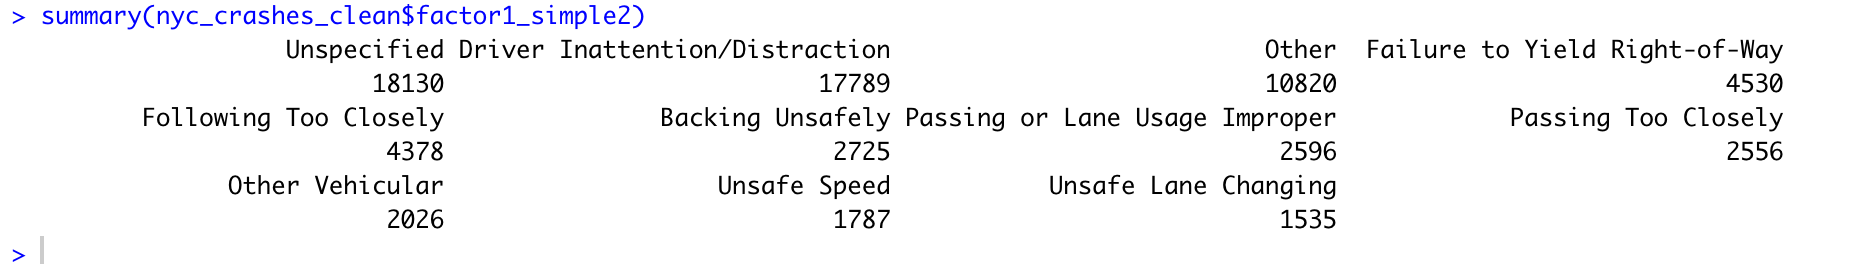 > summary(nyc_crashes_clean$factor1_simple2)
Unspecified Driver Inattention/Distraction Other Failure to Yield Right-of-Way
18130 17789 10820 4530
Following Too Closely Backing Unsafely Passing or Lane Usage Improper Passing Too Closely
4378 2725 2596 2556
Other Vehicular Unsafe Speed Unsafe Lane Changing
2026 1787 1535
>